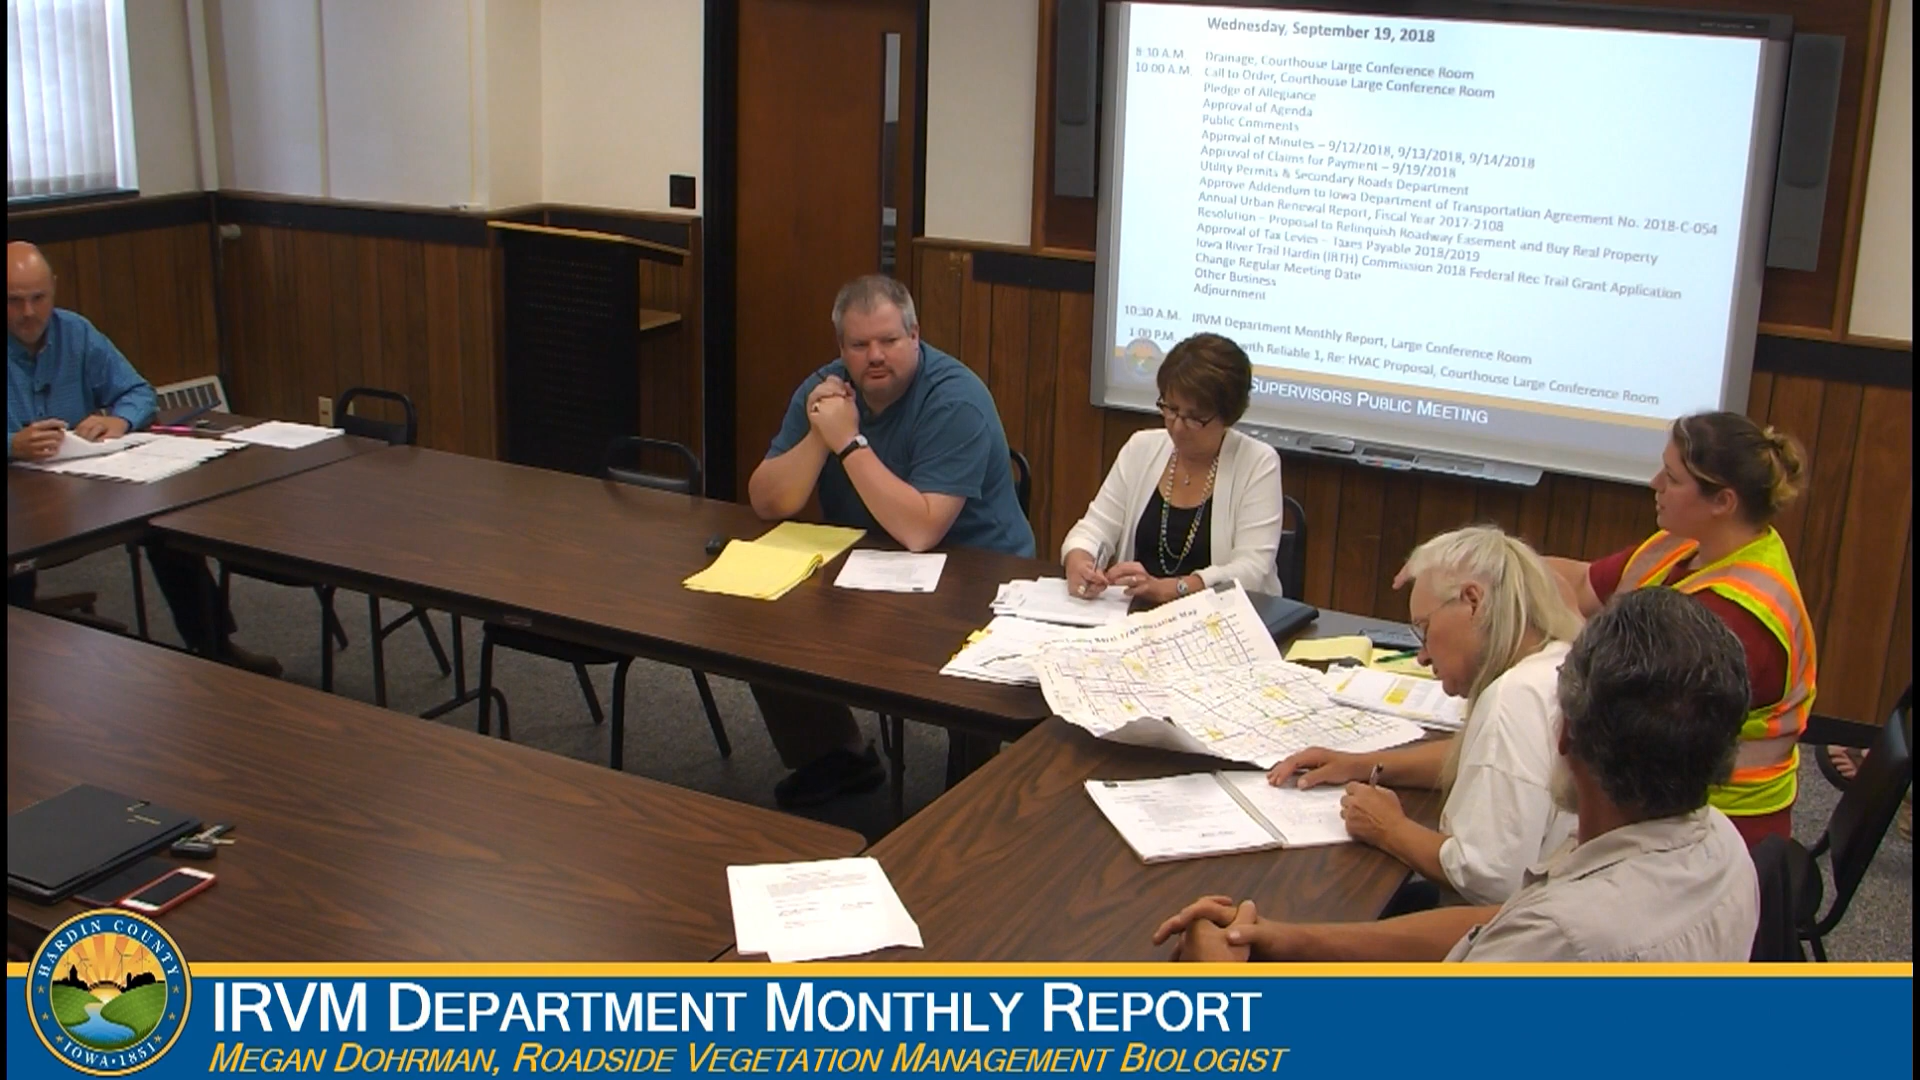 Wednesday, September 19, 2018
8:30 A.M. Drainage, Courthouse Large Conference Room
10:00 A.M. Call to Order, Courthouse Large Conference Room
Pledge of Allegiance
Approval of Agenda
Public Comments
Approval of Minutes – 9/12/2018, 9/13/2018, 9/14/2018
Approval of Claims for Payment – 9/19/2018
Utility Permits & Secondary Roads Department
Approve Addendum to Iowa Department of Transportation Agreement No. 2018-C-054
Annual Urban Renewal Report, Fiscal Year 2017-2108
Resolution – Proposal to Relinquish Roadway Easement and Buy Real Property
Approval of Tax Levies – Taxes Payable 2018/2019
Iowa River Trail Hardin (IRTH) Commission 2018 Federal Rec Trail Grant Application
Change Regular Meeting Date
Other Business
Adjournment
10:30 A.M. IRVM Department Monthly Report, Large Conference Room
1:00 P.M. with Reliable 1, Re: HVAC Proposal, Courthouse Large Conference Room
SUPERVISORS PUBLIC MEETING
Map
HARDIN COUNTY
IOWA • 1851
IRVM DEPARTMENT MONTHLY REPORT
MEGAN DOHRMAN, ROADSIDE VEGETATION MANAGEMENT BIOLOGIST